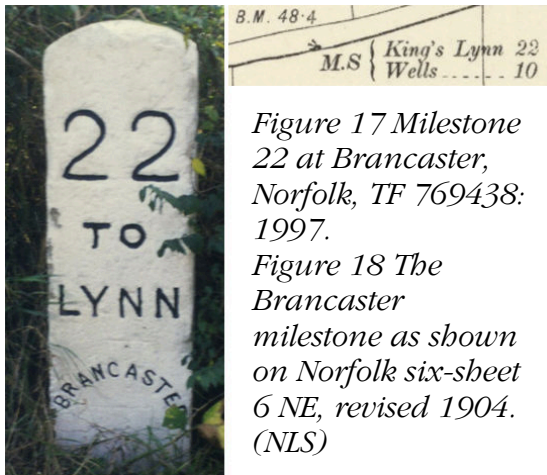 22
TO
LYNN
BRANCASTER
B.M. 48·4
M.S { King's Lynn 22
Wells ..... 10
Figure 17 Milestone
22 at Brancaster,
Norfolk, TF 769438:
1997.
Figure 18 The
Brancaster
milestone as shown
on Norfolk six-sheet
6 NE, revised 1904.
(NLS)